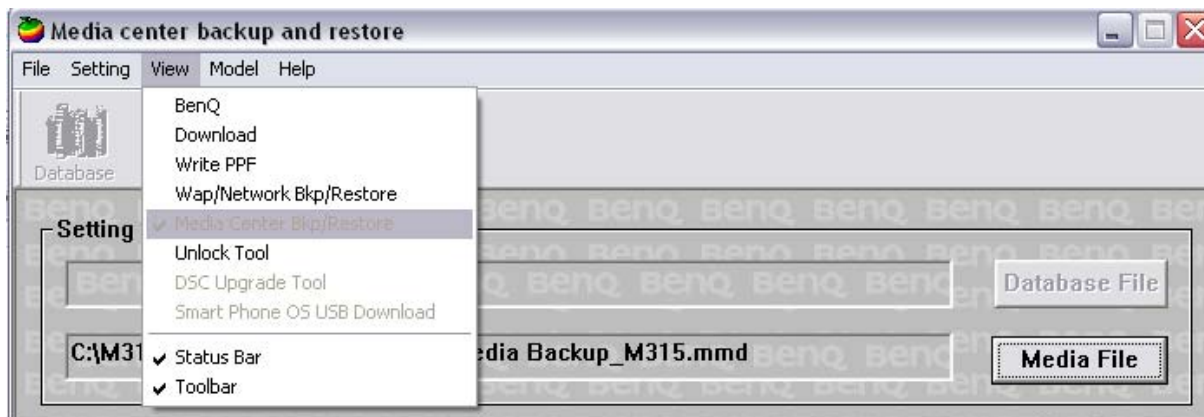 Media center backup and restore
File Setting View Model Help
Database
BenQ
Download
Write PPF
Wap/Network Bkp/Restore
Media Center Bkp/Restore
Unlock Tool
DSC Upgrade Tool
Smart Phone OS USB Download
Status Bar
Toolbar
Setting
Database File
C:\M31
edia Backup_M315.mmd
Media File